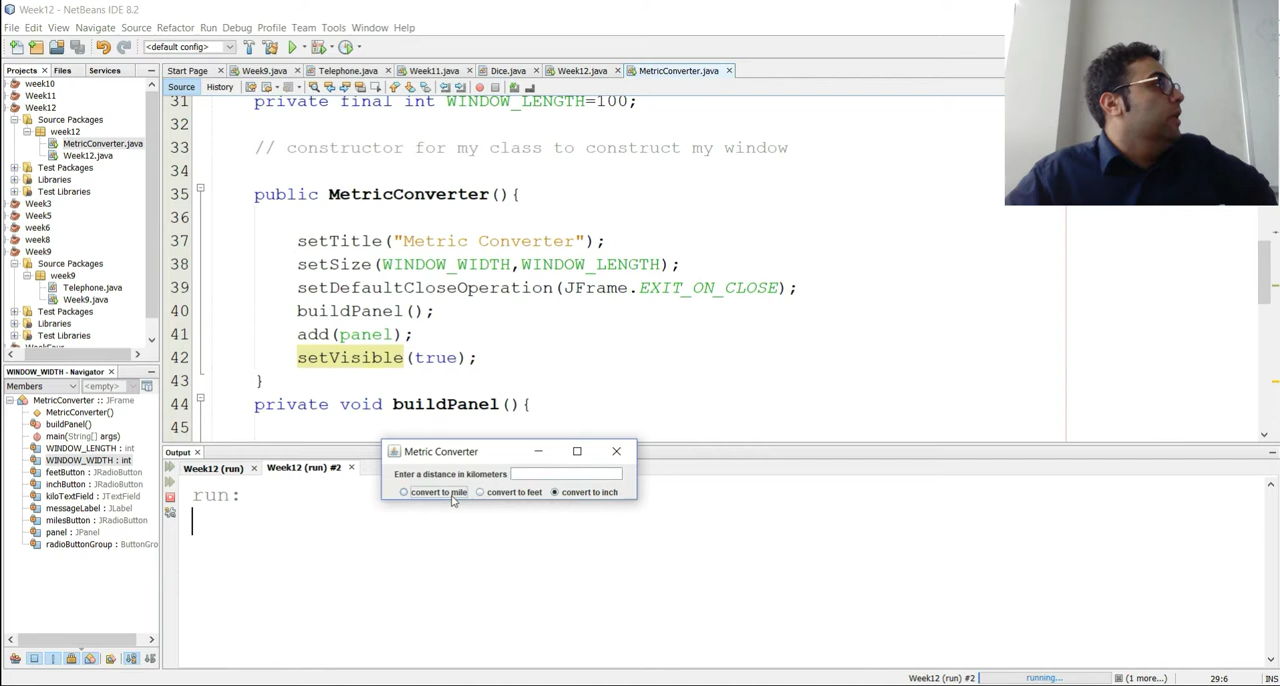 Week12 - NetBeans IDE 8.2
File Edit View Navigate Source Refactor Run Debug Profile Team Tools Window Help
<default config>
Projects Files Services
Start Page Week9.java Telephone.java Week11.java Dice.java Week12.java MetricConverter.java
Source History
week10
Week11
Week12
Source Packages
week12
MetricConverter.java
Week12.java
Test Packages
Libraries
Test Libraries
Week3
Week5
week6
week8
Week9
Source Packages
week9
Telephone.java
Week9.java
Test Packages
Libraries
Test Libraries
31 private final int WINDOW_LENGTH=100;
32
33 // constructor for my class to construct my window
34
35 public MetricConverter(){
36
37 setTitle("Metric Converter");
38 setSize(WINDOW_WIDTH,WINDOW_LENGTH);
39 setDefaultCloseOperation(JFrame.EXIT_ON_CLOSE);
40 buildPanel();
41 add(panel);
42 setVisible(true);
43 }
44 private void buildPanel(){
45
WINDOW_WIDTH - Navigator
Members <empty>
MetricConverter :: JFrame
MetricConverter()
buildPanel()
main(String[] args)
WINDOW_LENGTH : int
WINDOW_WIDTH : int
feetButton : JRadioButton
inchButton : JRadioButton
kiloTextField : JTextField
messageLabel : JLabel
milesButton : JRadioButton
panel : JPanel
radioButtonGroup : ButtonGro
Output
Week12 (run) Week12 (run) #2
run:
Metric Converter
Enter a distance in kilometers
convert to mile convert to feet convert to inch
Week12 (run) #2 running... (1 more...) 29:6 INS